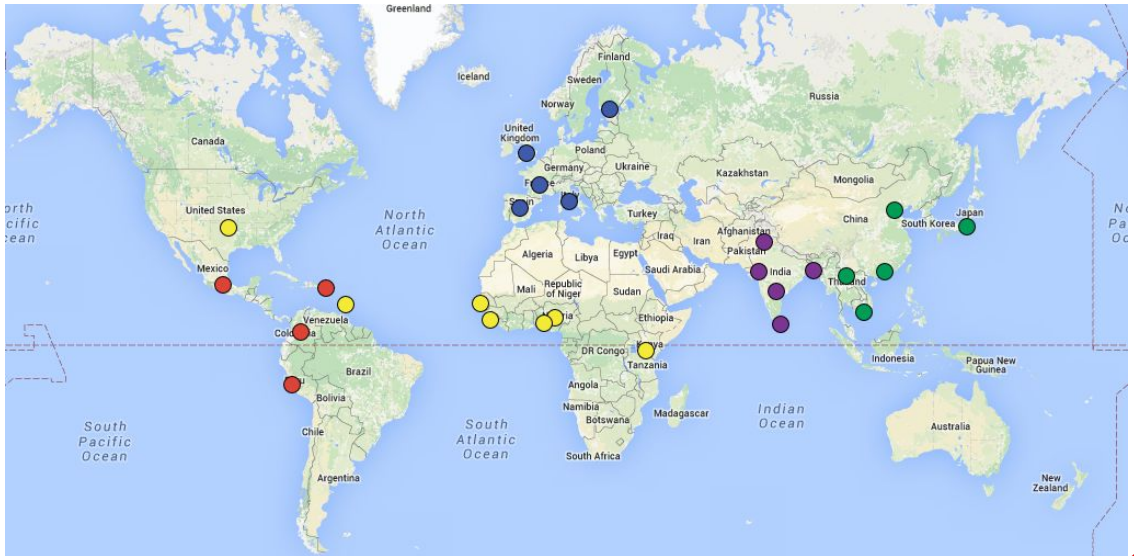 Greenland
Iceland
Finland
Sweden
Norway
Russia
Canada
United
Kingdom
Poland
Germany
Ukraine
Kazakhstan
Mongolia
Spain
Turkey
United States
North
Atlantic
Ocean
China
South Korea
Japan
Afghanistan
Iraq
Iran
Pakistan
Algeria
Libya
Egypt
Saudi Arabia
India
Mexico
Mali
Republic
of Niger
Sudan
Ethiopia
Venezuela
DR Congo
Tanzania
Indonesia
Papua New
Guinea
Brazil
Bolivia
Angola
Namibia
Botswana
Madagascar
Indian
Ocean
South
Pacific
Ocean
South
Atlantic
Ocean
Chile
Australia
South Africa
Argentina
New
Zealand